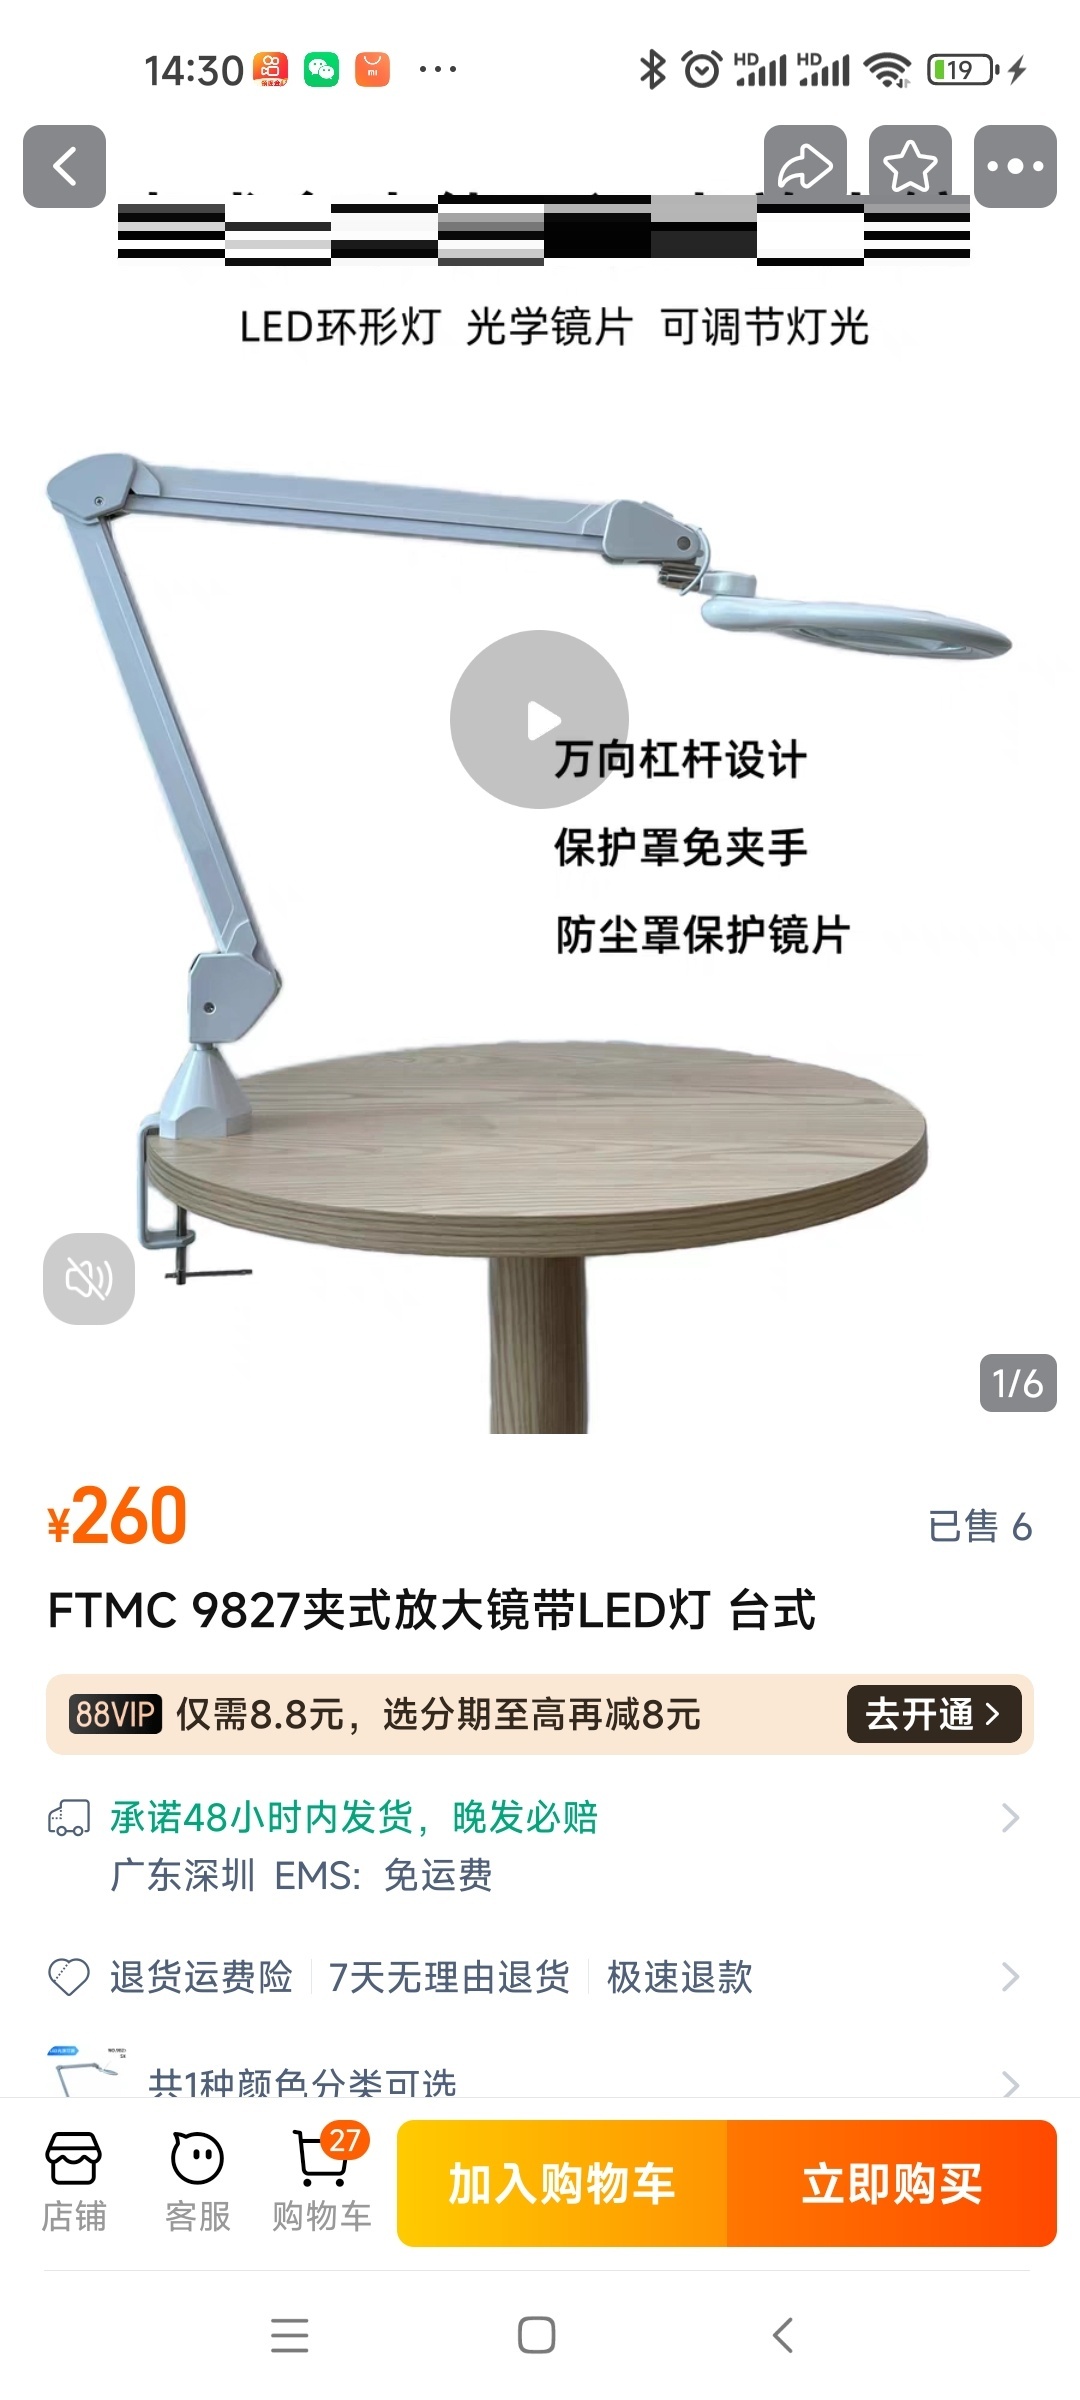 14:30
HD HD 19
LED环形灯 光学镜片 可调节灯光
万向杠杆设计
保护罩免夹手
防尘罩保护镜片
1/6
¥260
已售 6
FTMC 9827夹式放大镜带LED灯 台式
88VIP 仅需8.8元，选分期至高再减8元 去开通
承诺48小时内发货，晚发必赔
广东深圳 EMS: 免运费
退货运费险 7天无理由退货 极速退款
共1种颜色分类可选
27
店铺 客服 购物车 加入购物车 立即购买